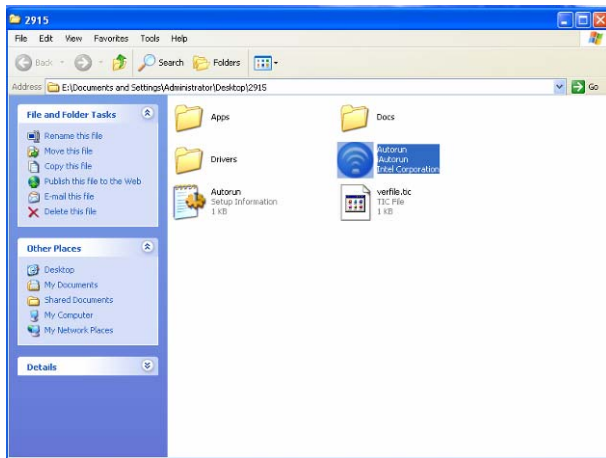 2915
File Edit View Favorites Tools Help
Back Search Folders
Address E:\Documents and Settings\Administrator\Desktop\2915 Go
File and Folder Tasks
Rename this file
Move this file
Copy this file
Publish this file to the Web
E-mail this file
Delete this file
Other Places
Desktop
My Documents
Shared Documents
My Computer
My Network Places
Details
Apps
Docs
Drivers
Autorun
Autorun
Intel Corporation
Autorun
Setup Information
1 KB
verfile.tic
TIC File
1 KB